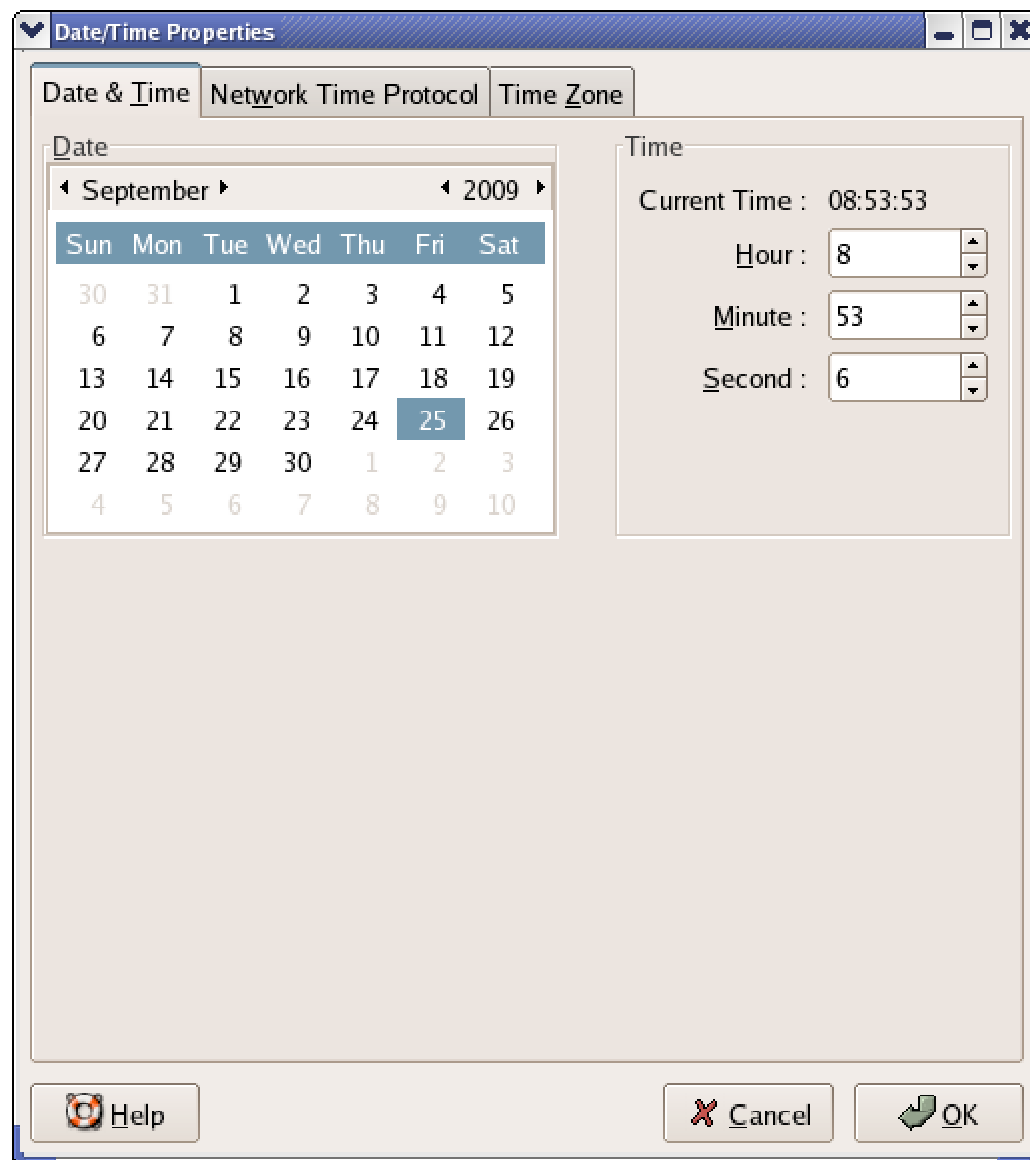 Date/Time Properties
Date & Time Network Time Protocol Time Zone
Date
September 2009
Sun Mon Tue Wed Thu Fri Sat
30 31 1 2 3 4 5
6 7 8 9 10 11 12
13 14 15 16 17 18 19
20 21 22 23 24 25 26
27 28 29 30 1 2 3
4 5 6 7 8 9 10
Time
Current Time : 08:53:53
Hour : 8
Minute : 53
Second : 6
Help Cancel OK